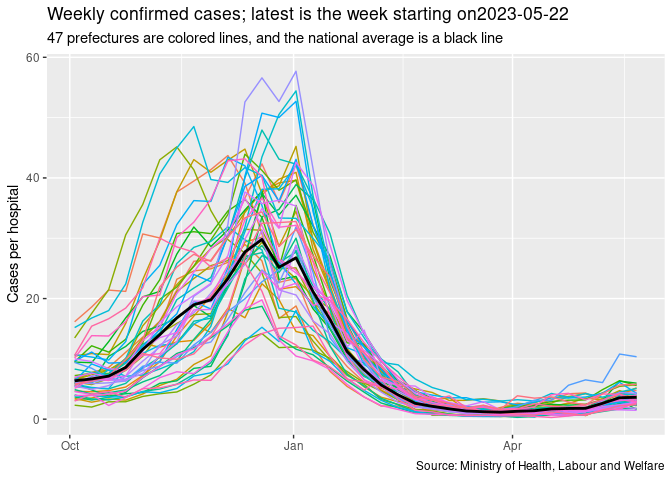 Weekly confirmed cases; latest is the week starting on2023-05-22
47 prefectures are colored lines, and the national average is a black line
Cases per hospital
60
40
20
0
Oct
Jan
Apr
Source: Ministry of Health, Labour and Welfare